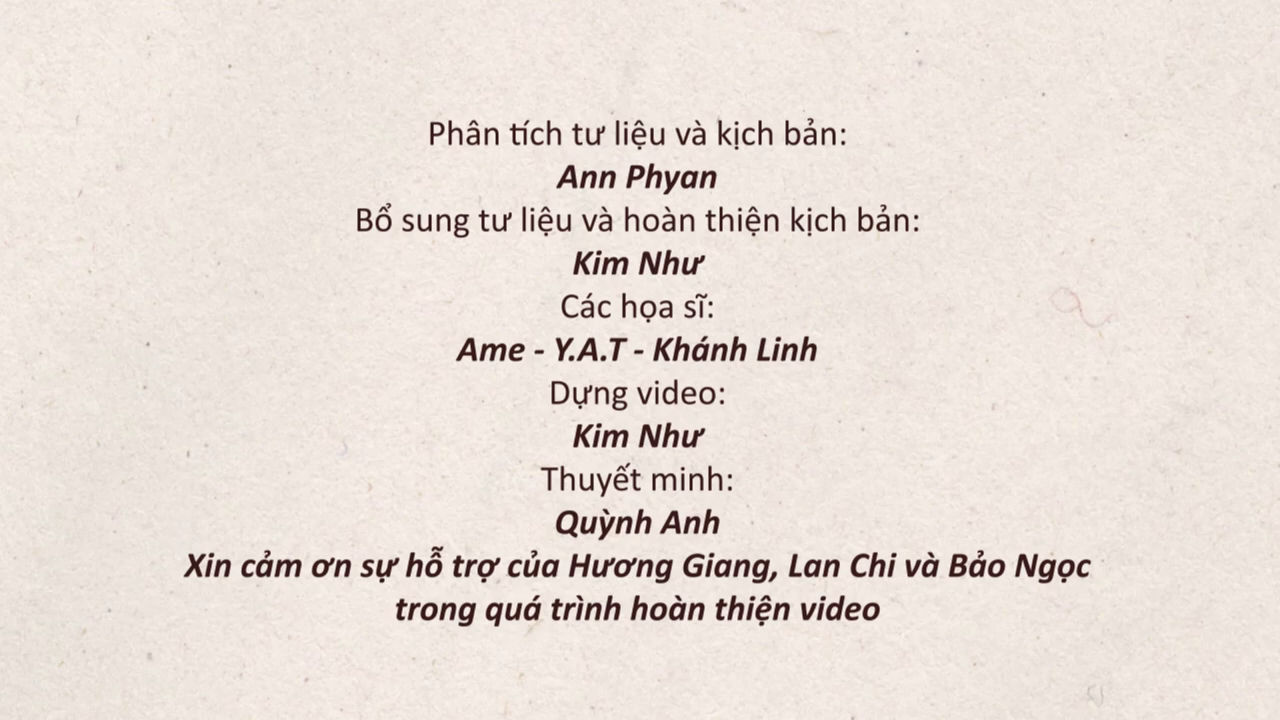 Phân tích tư liệu và kịch bản:
Ann Phyan
Bổ sung tư liệu và hoàn thiện kịch bản:
Kim Như
Các họa sĩ:
Ame - Y.A.T - Khánh Linh
Dựng video:
Kim Như
Thuyết minh:
Quỳnh Anh
Xin cảm ơn sự hỗ trợ của Hương Giang, Lan Chi và Bảo Ngọc
trong quá trình hoàn thiện video